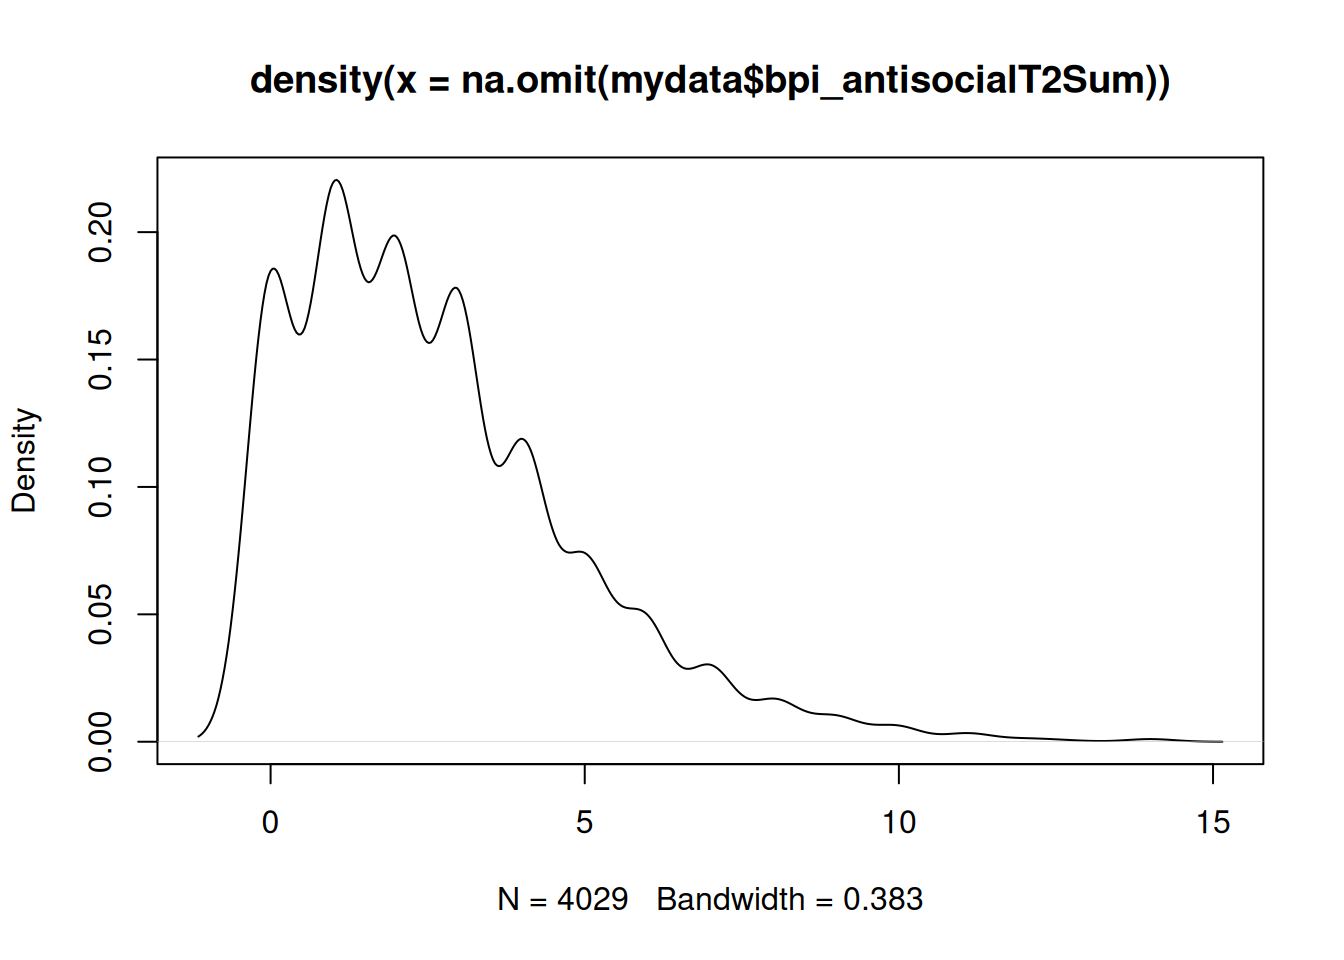 density(x = na.omit(mydata$bpi_antisocialT2Sum))
Density
0.20
0.15
0.10
0.05
0.00
0 5 10 15
N = 4029 Bandwidth = 0.383